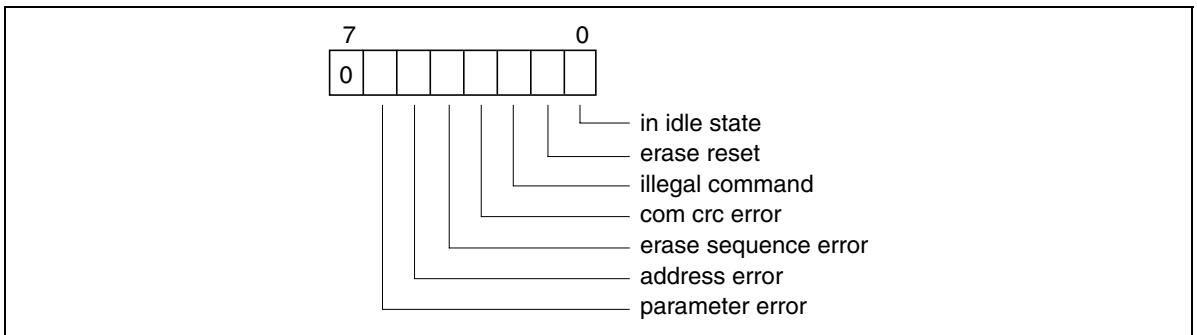 7 0
0
in idle state
erase reset
illegal command
com crc error
erase sequence error
address error
parameter error